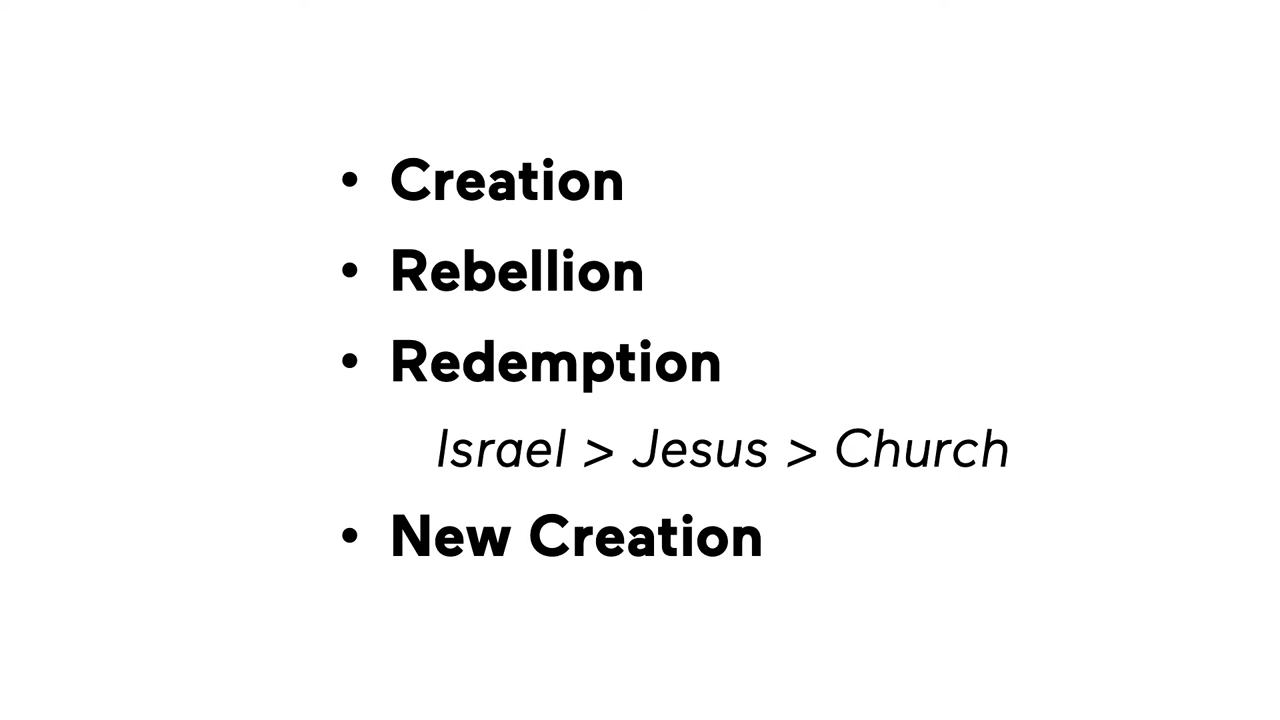 • Creation
• Rebellion
• Redemption
Israel > Jesus > Church
• New Creation